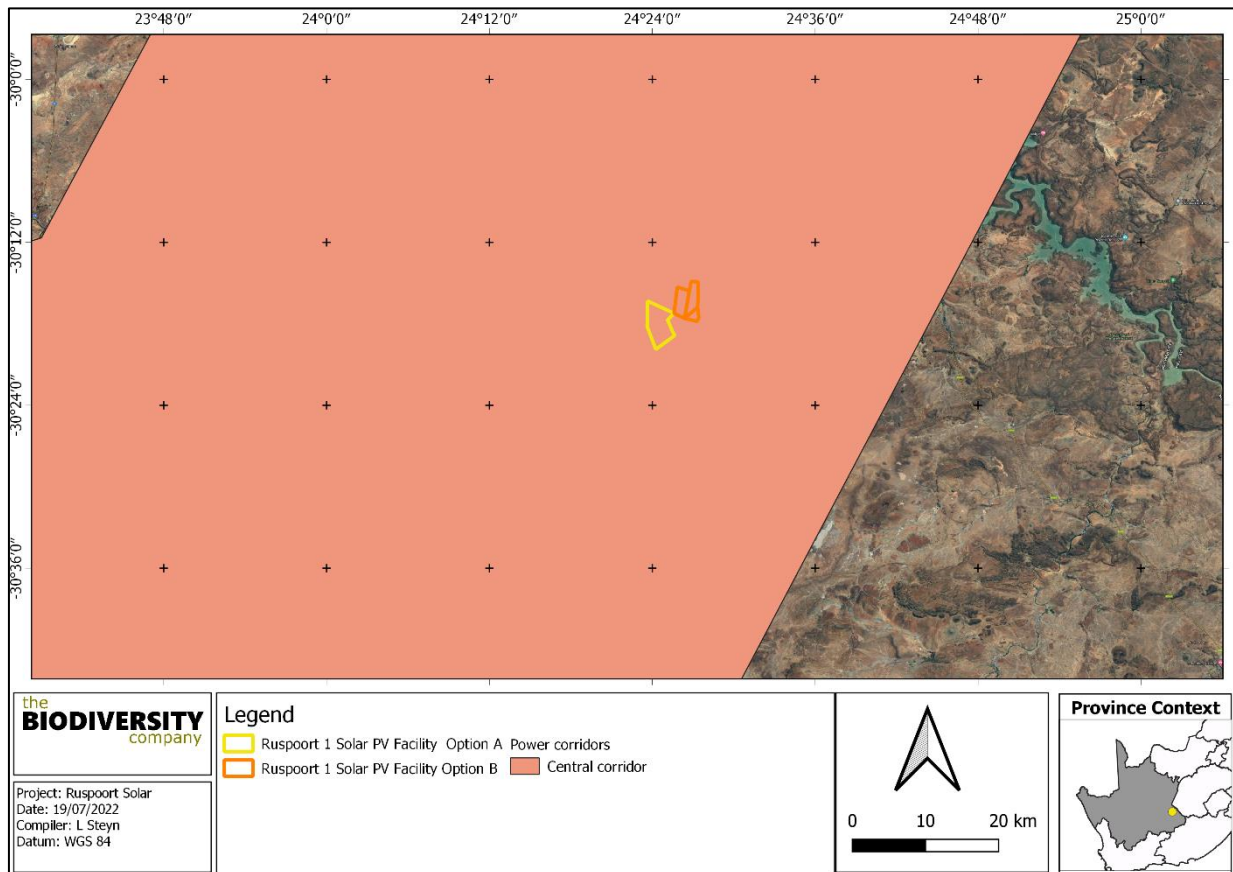 23°48′0″ 24°0′0″ 24°12′0″ 24°24′0″ 24°36′0″ 24°48′0″ 25°0′0″
-30°0′0″
-30°12′0″
-30°24′0″
-30°36′0″
the
BIODIVERSITY
company
Project: Ruspoort Solar
Date: 19/07/2022
Compiler: L Steyn
Datum: WGS 84
Legend
Ruspoort 1 Solar PV Facility Option A
Ruspoort 1 Solar PV Facility Option B
Power corridors
Central corridor
0 10 20 km
Province Context